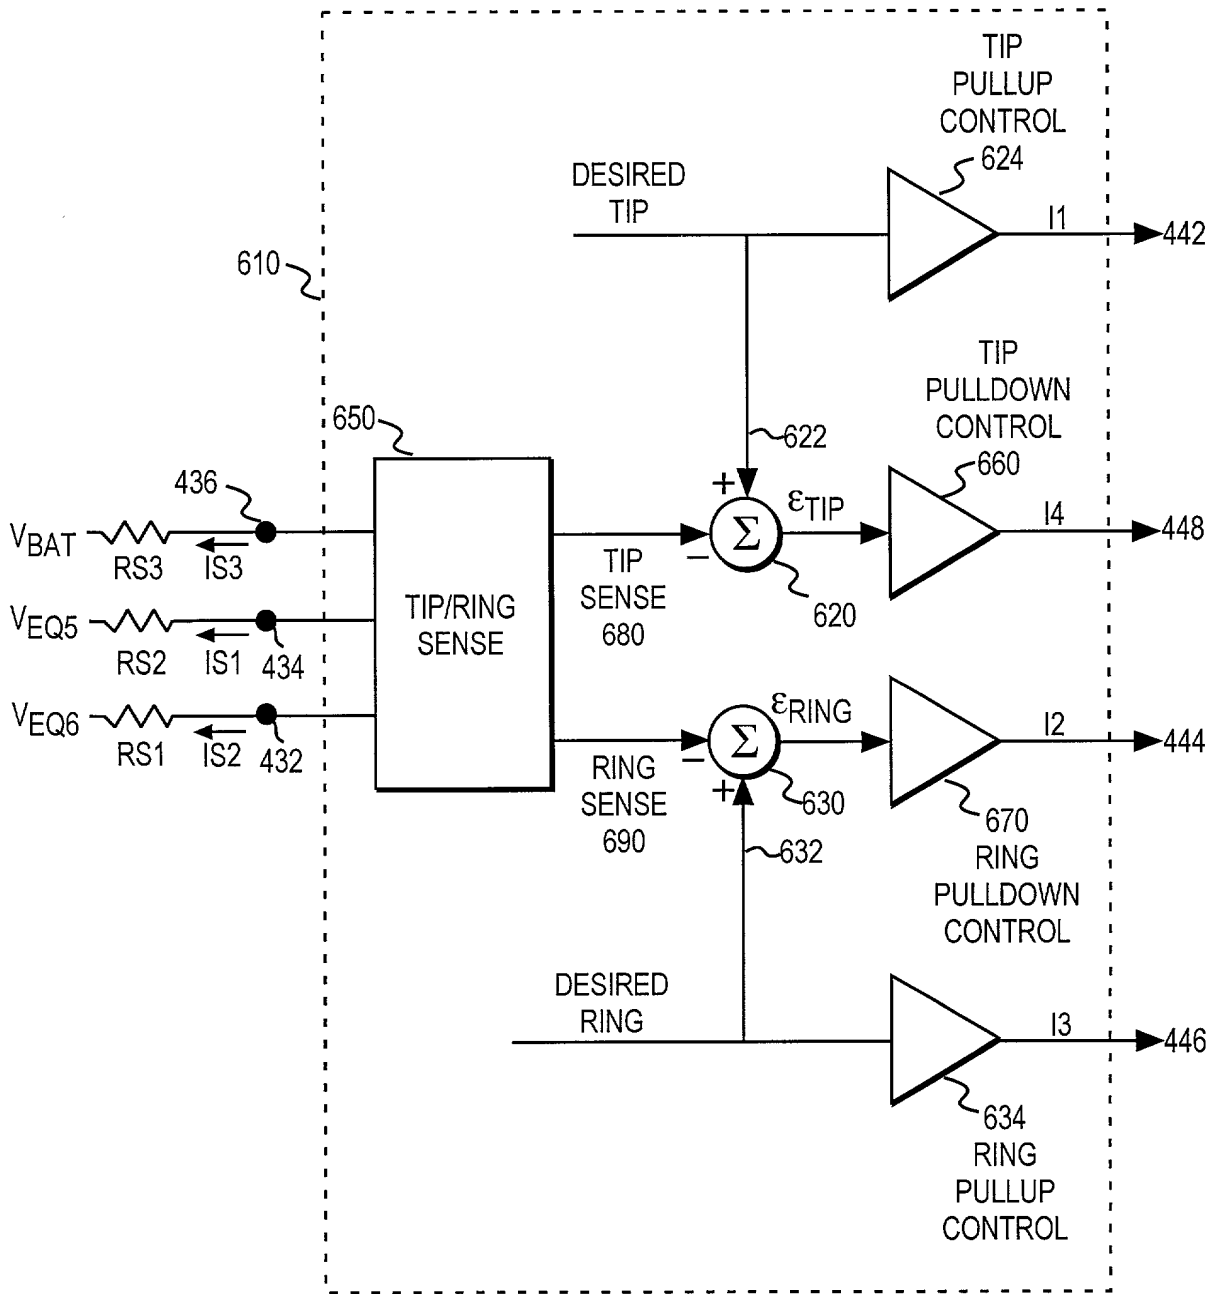 TIP
PULLUP
CONTROL
624
DESIRED
TIP
I1
442
610
TIP
PULLDOWN
CONTROL
660
650
622
436
+
εTIP
I4
448
VBAT
RS3
IS3
Σ
−
TIP
SENSE
680
620
TIP/RING
SENSE
VEQ5
RS2
IS1
434
εRING
VEQ6
RS1
IS2
432
Σ
−
I2
444
RING
SENSE
690
+
630
632
670
RING
PULLDOWN
CONTROL
DESIRED
RING
I3
446
634
RING
PULLUP
CONTROL